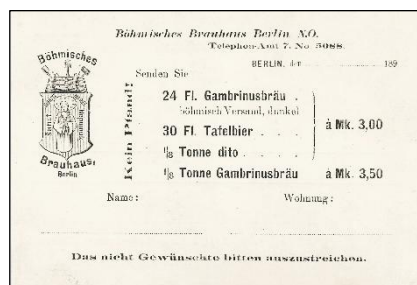 Böhmisches Brauhaus Berlin N.O.
Telephon-Amt 7. No 5088.
BERLIN, den 189
Böhmisches
Brauhaus,
Berlin
Kein Pfand!
Senden Sie
24 Fl. Gambrinusbräu .
böhmisch Versand, dunkel
30 Fl. Tafelbier . . . .
à Mk. 3,00
1/8 Tonne dito . . . .
1/8 Tonne Gambrinusbräu à Mk. 3,50
Name: Wohnung:
Das nicht Gewünschte bitten auszustreichen.